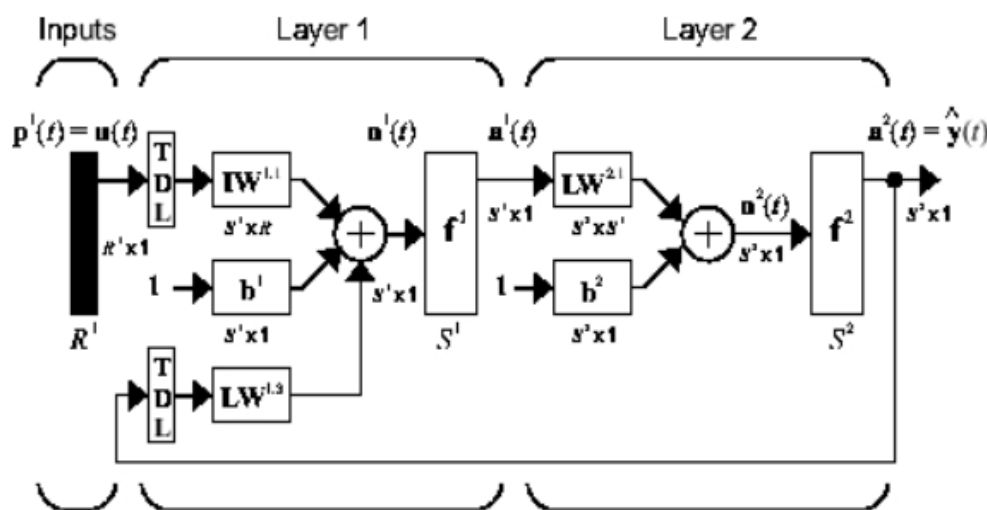 Inputs
Layer 1
Layer 2
p¹(t) = u(t)
n¹(t)
a¹(t)
a²(t) = ŷ(t)
T
D
L
IW¹·¹
LW²·¹
n²(t)
f¹
f²
R¹x1
S¹xR
S¹x1
S²xS¹
S²x1
S²x1
1
b¹
S¹x1
1
b²
R¹
S¹x1
S¹
S²x1
S²
T
D
L
LW¹·³